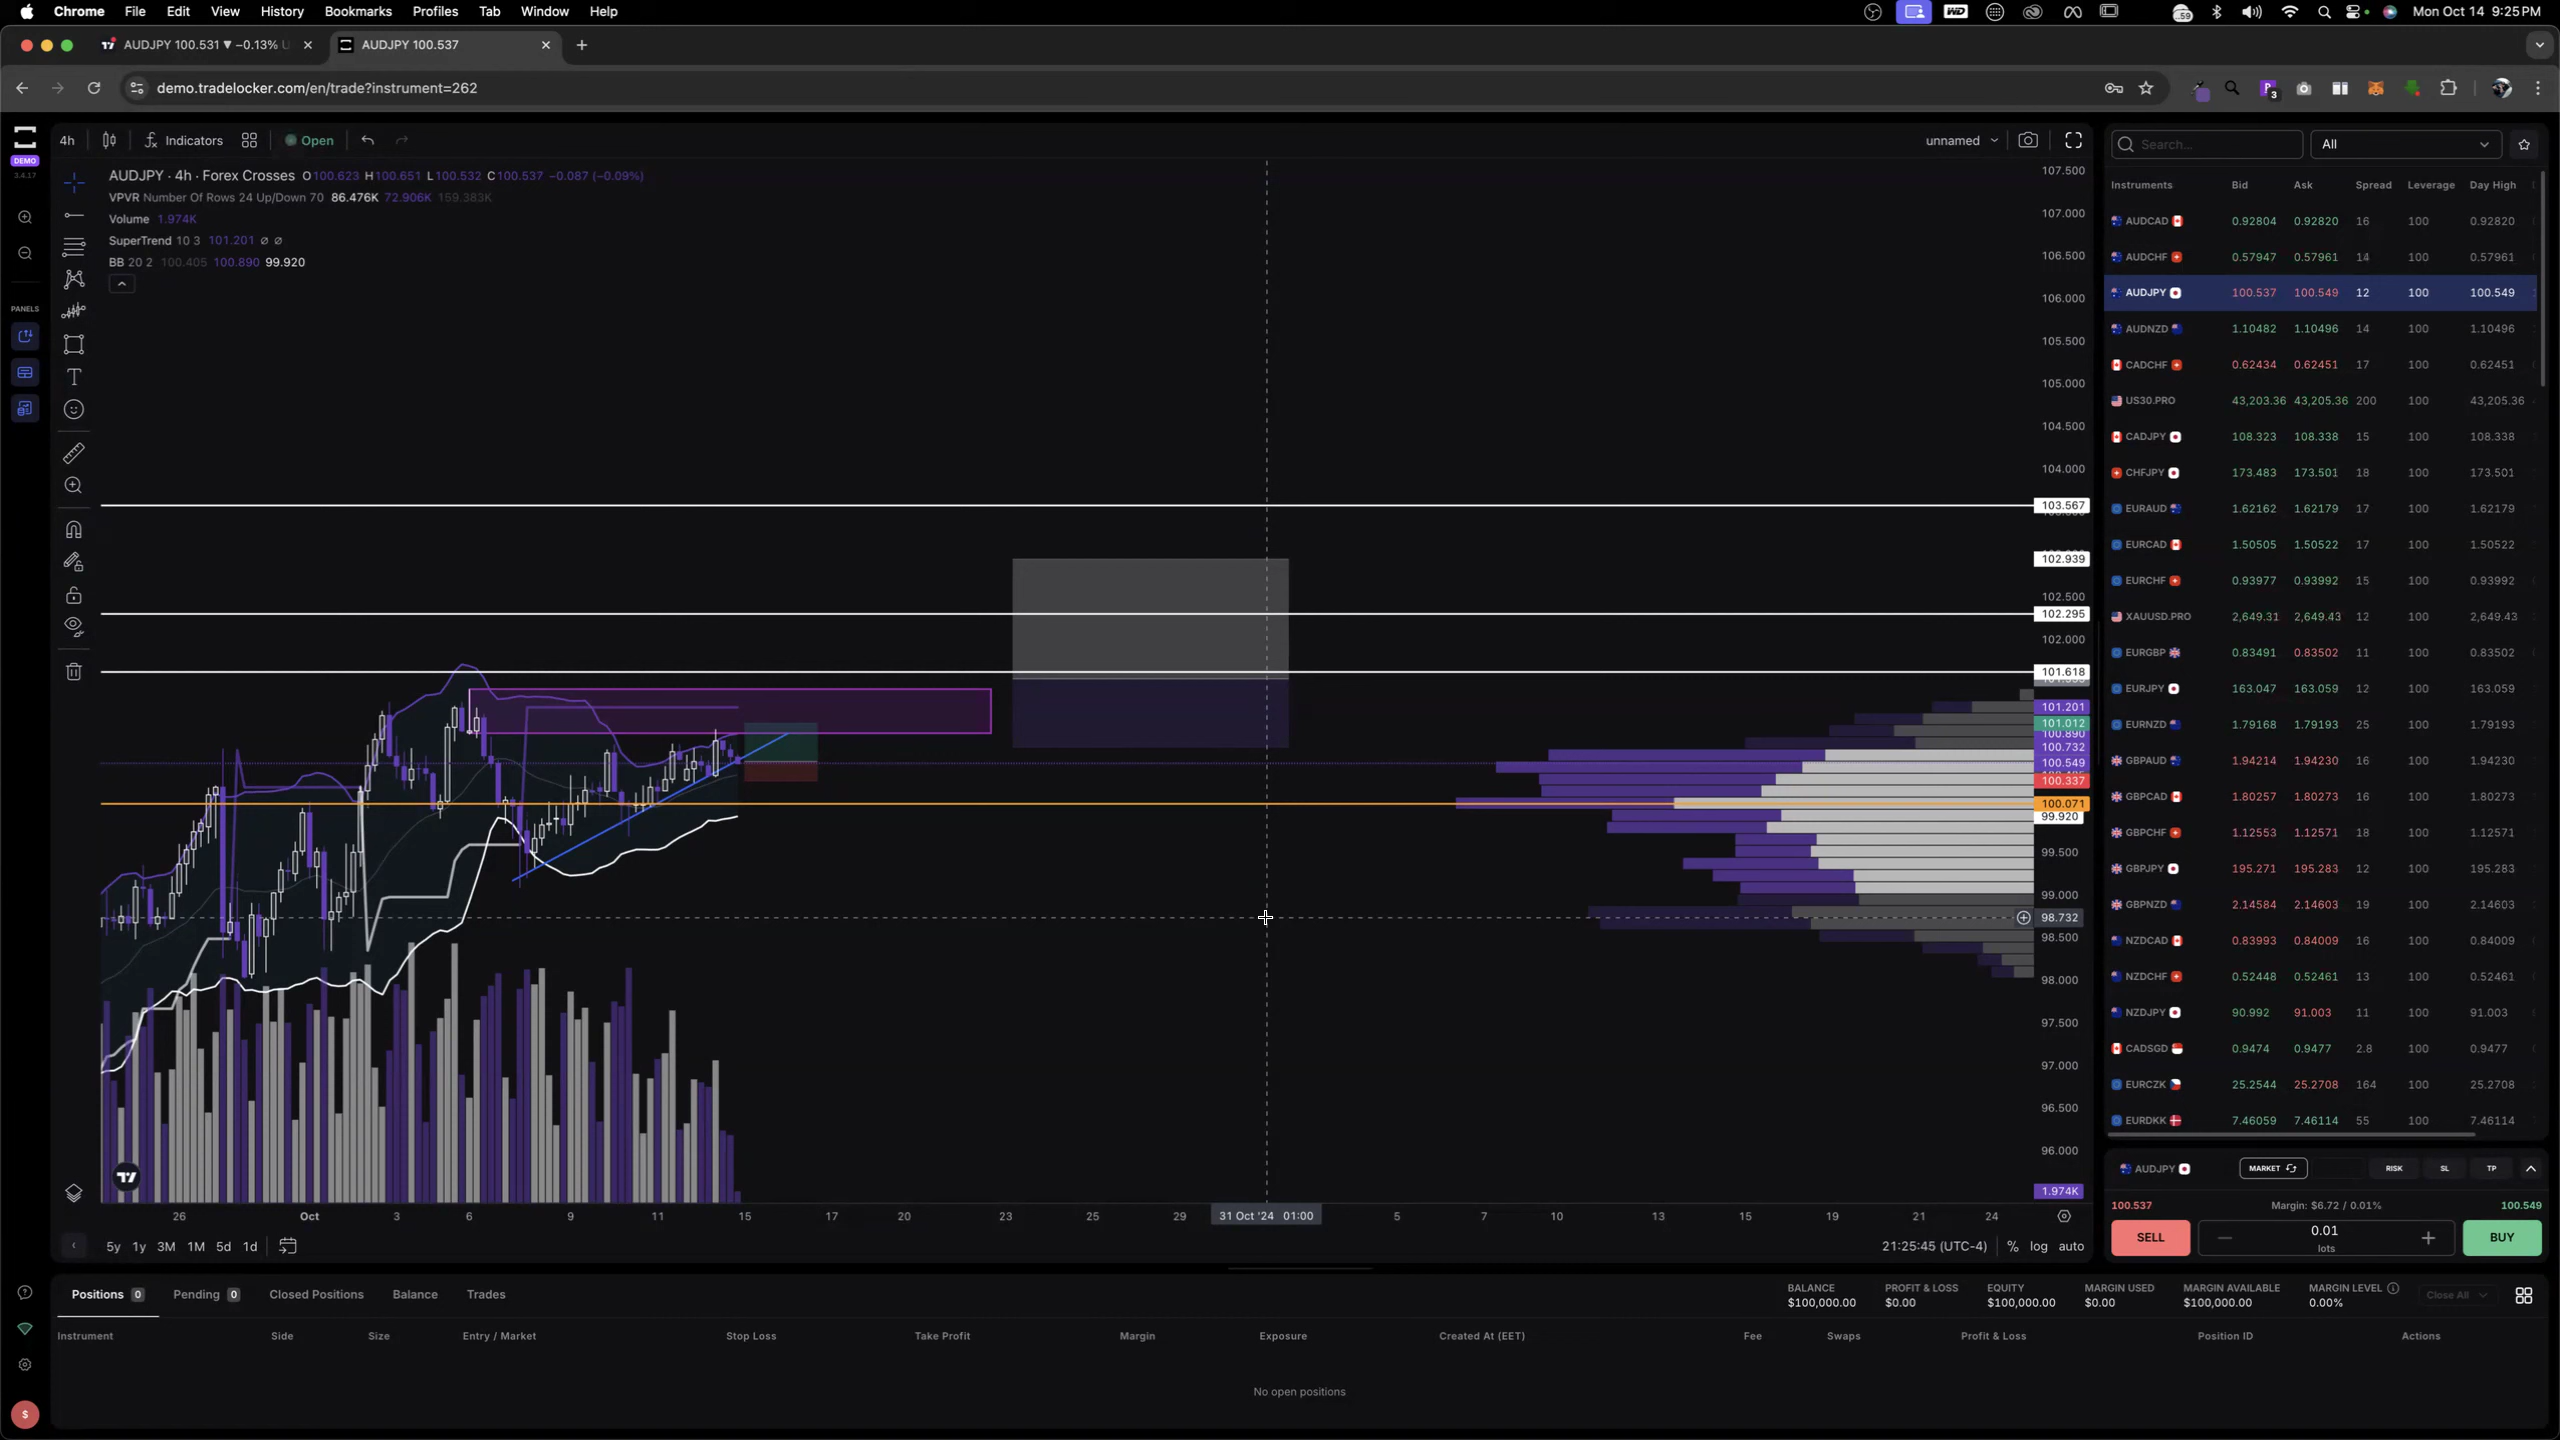 Chrome File Edit View History Bookmarks Profiles Tab Window Help
.59 Mon Oct 14 9:25 PM
AUDJPY 100.531 ▼ −0.13% U
AUDJPY 100.537
demo.tradelocker.com/en/trade?instrument=262
DEMO
3.4.17
PANELS
4h Indicators Open unnamed
AUDJPY · 4h · Forex Crosses O100.623 H100.651 L100.532 C100.537 −0.087 (−0.09%)
VPVR Number Of Rows 24 Up/Down 70 86.476K 72.906K 159.383K
Volume 1.974K
SuperTrend 10 3 101.201 ∅ ∅
BB 20 2 100.405 100.890 99.920
107.500
107.000
106.500
106.000
105.500
105.000
104.500
104.000
103.567
102.939
102.500
102.295
102.000
101.618
101.201
101.012
100.890
100.732
100.549
100.337
100.071
99.920
99.500
99.000
98.732
98.500
98.000
97.500
97.000
96.500
96.000
1.974K
26 Oct 3 6 9 11 15 17 20 23 25 29 31 Oct '24 01:00 5 7 10 13 15 19 21 24
5y 1y 3M 1M 5d 1d 21:25:45 (UTC-4) % log auto
Search... All
Instruments Bid Ask Spread Leverage Day High
AUDCAD 0.92804 0.92820 16 100 0.92820
AUDCHF 0.57947 0.57961 14 100 0.57961
AUDJPY 100.537 100.549 12 100 100.549
AUDNZD 1.10482 1.10496 14 100 1.10496
CADCHF 0.62434 0.62451 17 100 0.62451
US30.PRO 43,203.36 43,205.36 200 100 43,205.36
CADJPY 108.323 108.338 15 100 108.338
CHFJPY 173.483 173.501 18 100 173.501
EURAUD 1.62162 1.62179 17 100 1.62179
EURCAD 1.50505 1.50522 17 100 1.50522
EURCHF 0.93977 0.93992 15 100 0.93992
XAUUSD.PRO 2,649.31 2,649.43 12 100 2,649.43
EURGBP 0.83491 0.83502 11 100 0.83502
EURJPY 163.047 163.059 12 100 163.059
EURNZD 1.79168 1.79193 25 100 1.79193
GBPAUD 1.94214 1.94230 16 100 1.94230
GBPCAD 1.80257 1.80273 16 100 1.80273
GBPCHF 1.12553 1.12571 18 100 1.12571
GBPJPY 195.271 195.283 12 100 195.283
GBPNZD 2.14584 2.14603 19 100 2.14603
NZDCAD 0.83993 0.84009 16 100 0.84009
NZDCHF 0.52448 0.52461 13 100 0.52461
NZDJPY 90.992 91.003 11 100 91.003
CADSGD 0.9474 0.9477 2.8 100 0.9477
EURCZK 25.2544 25.2708 164 100 25.2708
EURDKK 7.46059 7.46114 55 100 7.46114
AUDJPY MARKET RISK SL TP
100.537 Margin: $6.72 / 0.01% 100.549
SELL 0.01 lots BUY
Positions 0 Pending 0 Closed Positions Balance Trades
BALANCE PROFIT & LOSS EQUITY MARGIN USED MARGIN AVAILABLE MARGIN LEVEL Close All
$100,000.00 $0.00 $100,000.00 $0.00 $100,000.00 0.00%
Instrument Side Size Entry / Market Stop Loss Take Profit Margin Exposure Created At (EET) Fee Swaps Profit & Loss Position ID Actions
No open positions